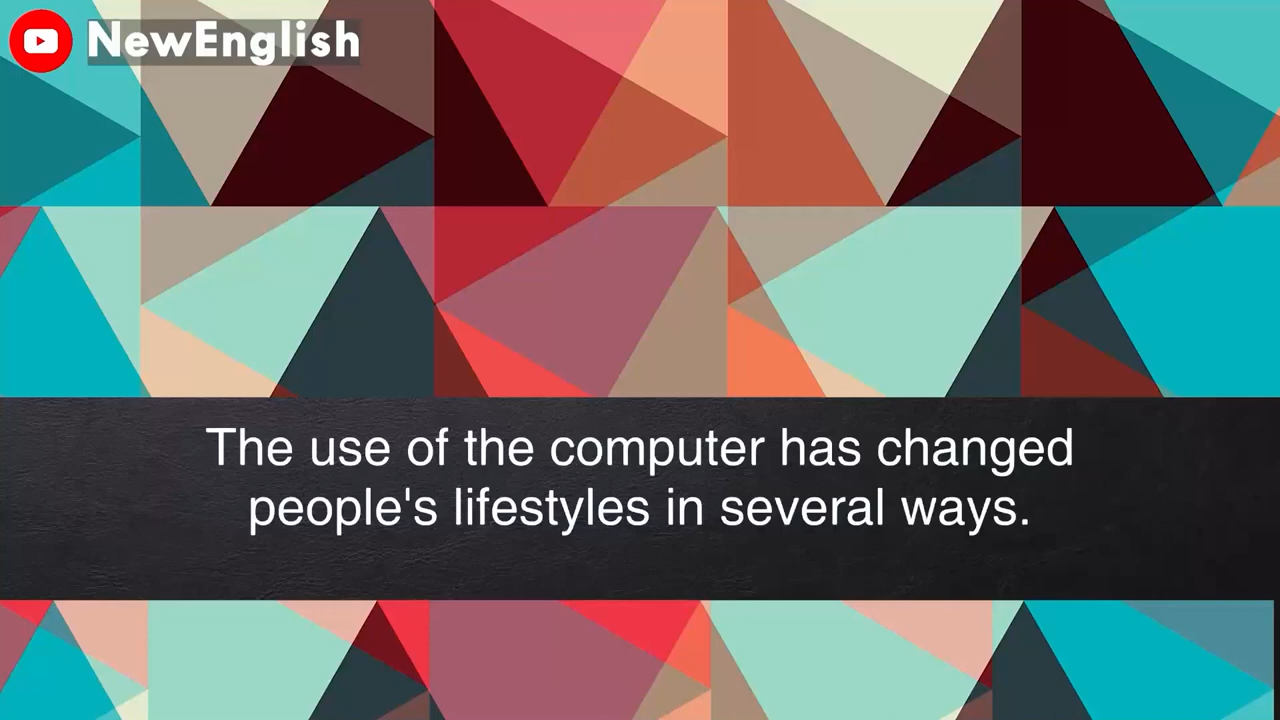 NewEnglish
The use of the computer has changed
people's lifestyles in several ways.